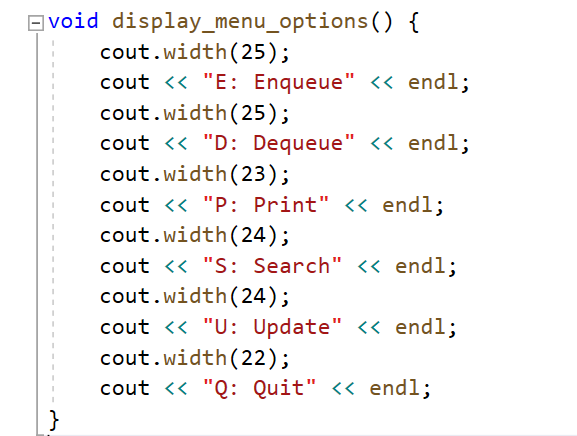 void display_menu_options() {
    cout.width(25);
    cout << "E: Enqueue" << endl;
    cout.width(25);
    cout << "D: Dequeue" << endl;
    cout.width(23);
    cout << "P: Print" << endl;
    cout.width(24);
    cout << "S: Search" << endl;
    cout.width(24);
    cout << "U: Update" << endl;
    cout.width(22);
    cout << "Q: Quit" << endl;
}